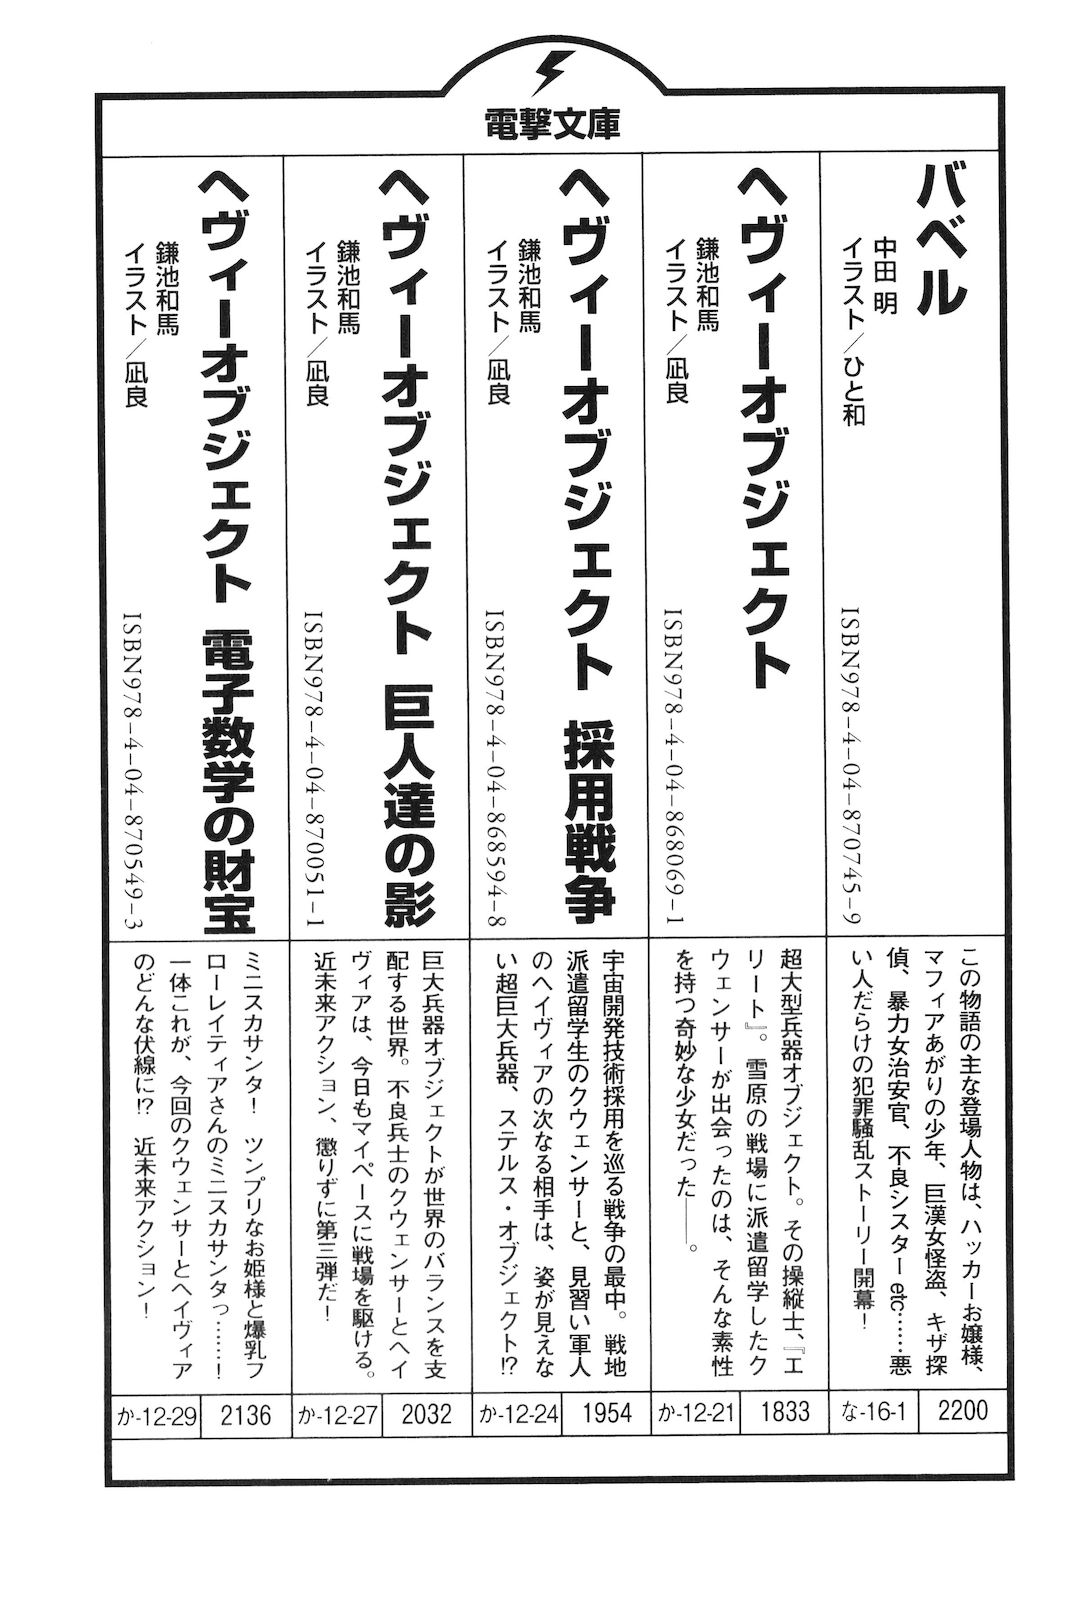 電撃文庫
バベル
中田 明
イラスト/ひと和
ISBN978-4-04-870745-9
この物語の主な登場人物は、ハッカーお嬢様、
マフィアあがりの少年、巨漢女怪盗、キザ探
偵、暴力女治安官、不良シスターetc……悪
い人だらけの犯罪騒乱ストーリー開幕!
な-16-1
2200
ヘヴィーオブジェクト
鎌池和馬
イラスト/凪良
ISBN978-4-04-868069-1
超大型兵器オブジェクト。その操縦士、『エ
リート』。雪原の戦場に派遣留学したク
ウェンサーが出会ったのは、そんな素性
を持つ奇妙な少女だった――。
か-12-21
1833
ヘヴィーオブジェクト 採用戦争
鎌池和馬
イラスト/凪良
ISBN978-4-04-868594-8
宇宙開発技術採用を巡る戦争の最中。戦地
派遣留学生のクウェンサーと、見習い軍人
のヘイヴィアの次なる相手は、姿が見えな
い超巨大兵器、ステルス・オブジェクト!?
か-12-24
1954
ヘヴィーオブジェクト 巨人達の影
鎌池和馬
イラスト/凪良
ISBN978-4-04-870051-1
巨大兵器オブジェクトが世界のバランスを支
配する世界。不良兵士のクウェンサーとヘイ
ヴィアは、今日もマイペースに戦場を駆ける。
近未来アクション、懲りずに第三弾だ!
か-12-27
2032
ヘヴィーオブジェクト 電子数学の財宝
鎌池和馬
イラスト/凪良
ISBN978-4-04-870549-3
ミニスカサンタ! ツンプリなお姫様と爆乳フ
ローレイティアさんのミニスカサンタっ……!
一体これが、今回のクウェンサーとヘイヴィア
のどんな伏線に!? 近未来アクション!
か-12-29
2136